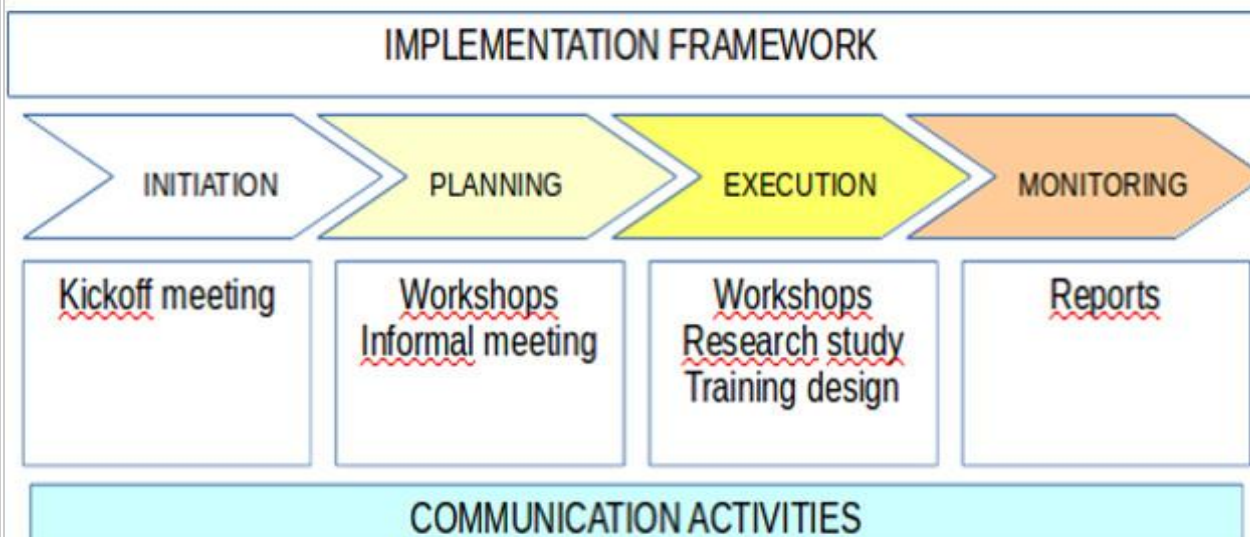 IMPLEMENTATION FRAMEWORK
INITIATION
PLANNING
EXECUTION
MONITORING
Kickoff meeting
Workshops
Informal meeting
Workshops
Research study
Training design
Reports
COMMUNICATION ACTIVITIES